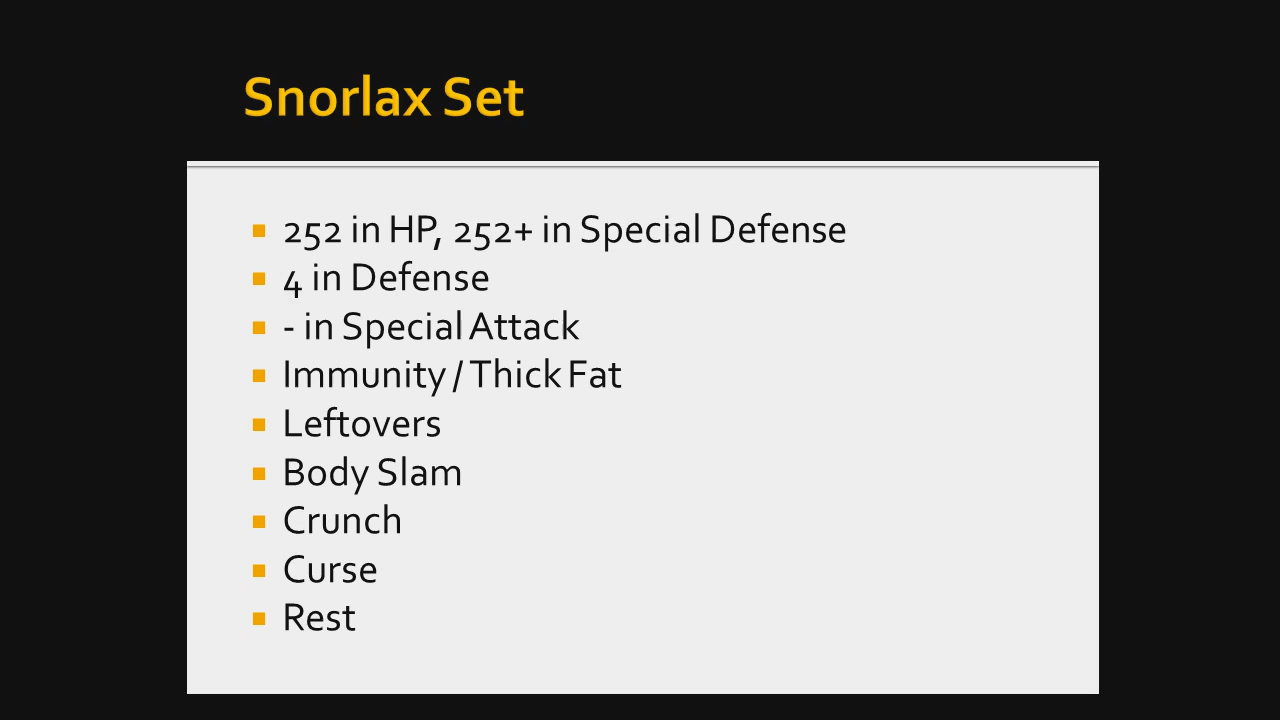 Snorlax Set
252 in HP, 252+ in Special Defense
4 in Defense
- in Special Attack
Immunity / Thick Fat
Leftovers
Body Slam
Crunch
Curse
Rest